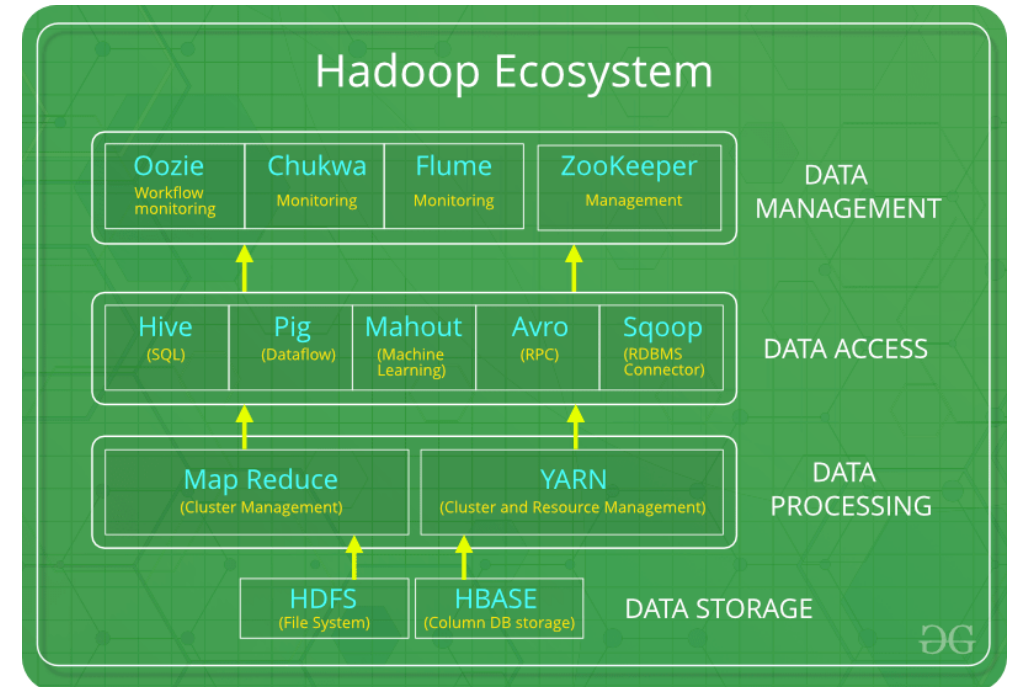 Hadoop Ecosystem
Oozie
Workflow
monitoring
Chukwa
Monitoring
Flume
Monitoring
ZooKeeper
Management
DATA
MANAGEMENT
Hive
(SQL)
Pig
(Dataflow)
Mahout
(Machine
Learning)
Avro
(RPC)
Sqoop
(RDBMS
Connector)
DATA ACCESS
Map Reduce
(Cluster Management)
YARN
(Cluster and Resource Management)
DATA
PROCESSING
HDFS
(File System)
HBASE
(Column DB storage)
DATA STORAGE
GG